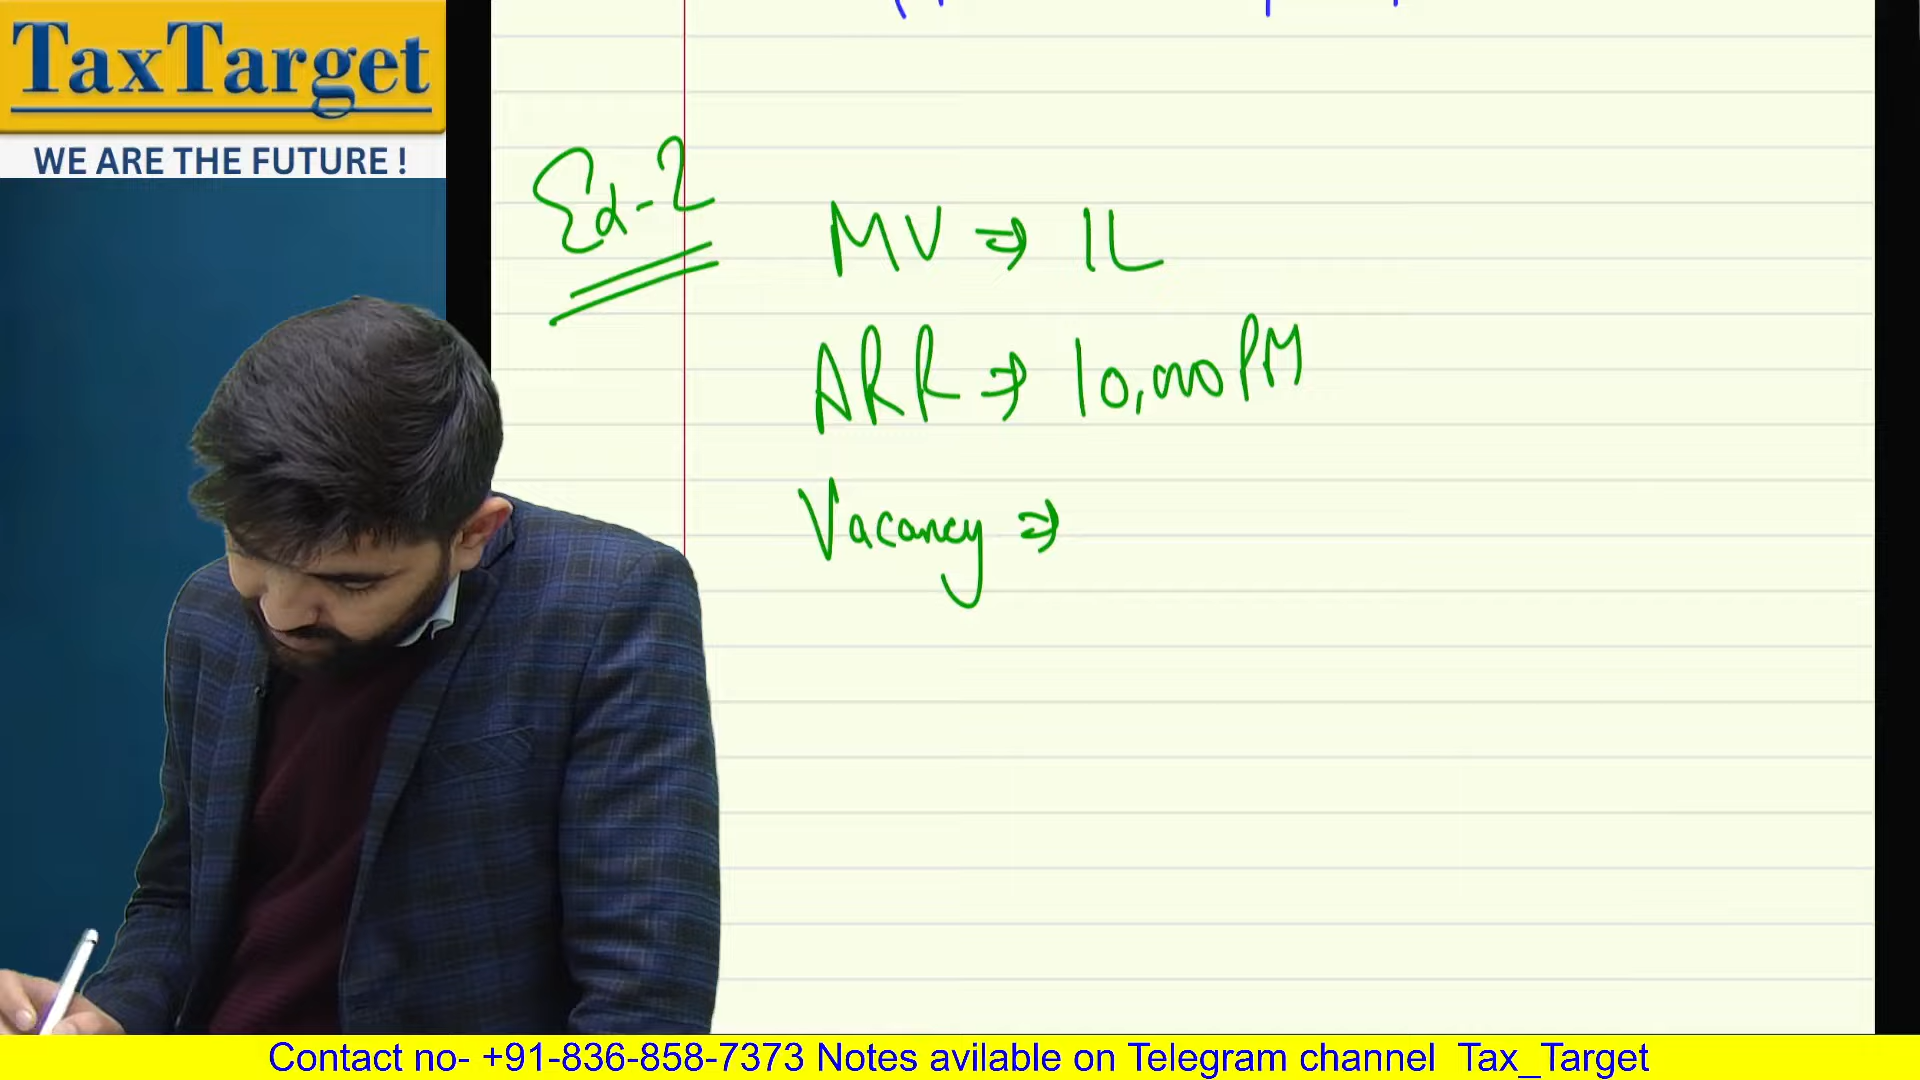 TaxTarget
WE ARE THE FUTURE !
Ex-2
MV ⇒ 1L
ARR ⇒ 10,000 PM
Vacancy ⇒
Contact no- +91-836-858-7373 Notes avilable on Telegram channel Tax_Target